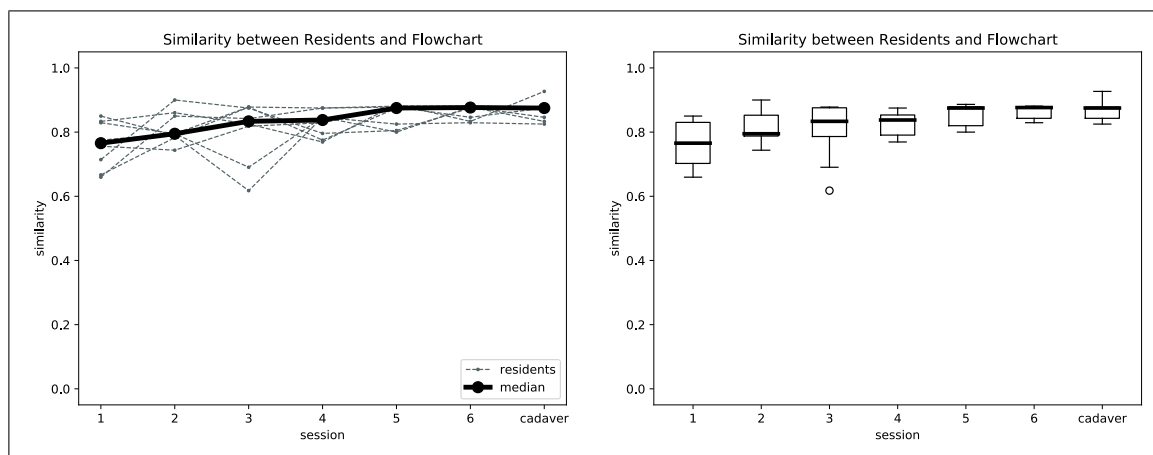 Similarity between Residents and Flowchart
1.0
0.8
0.6
0.4
0.2
0.0
similarity
residents
median
1 2 3 4 5 6 cadaver
session
Similarity between Residents and Flowchart
1.0
0.8
0.6
0.4
0.2
0.0
similarity
1 2 3 4 5 6 cadaver
session